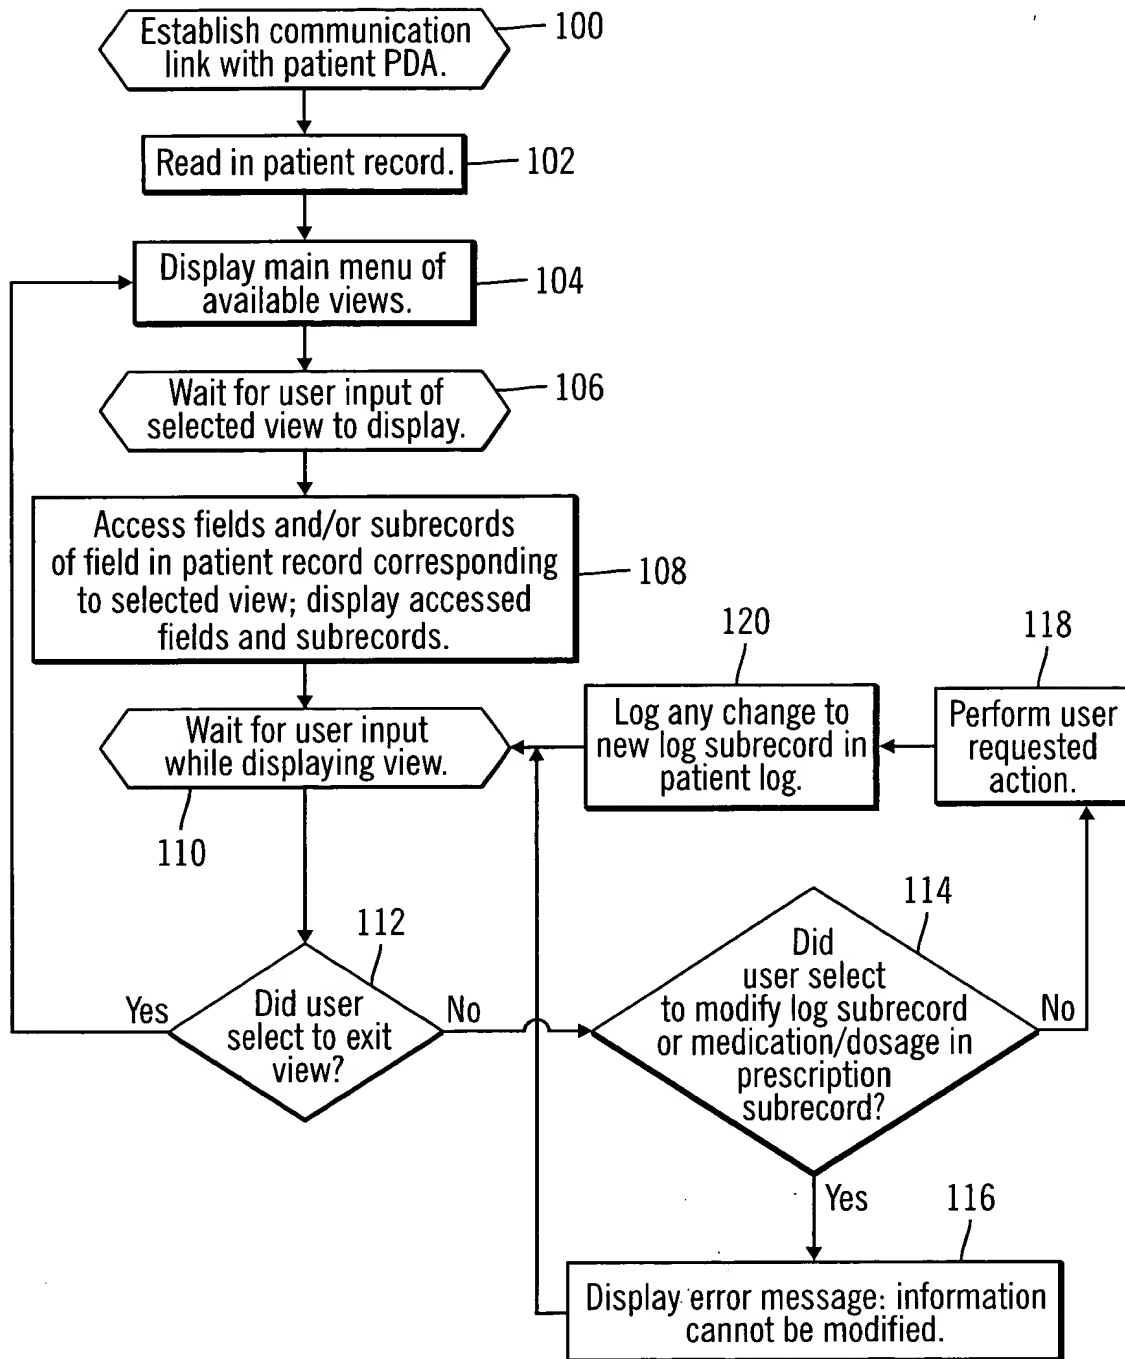 Establish communication
link with patient PDA.
100
Read in patient record.
102
Display main menu of
available views.
104
Wait for user input of
selected view to display.
106
Access fields and/or subrecords
of field in patient record corresponding
to selected view; display accessed
fields and subrecords.
108
Wait for user input
while displaying view.
110
120
Log any change to
new log subrecord in
patient log.
118
Perform user
requested
action.
112
Did user
select to exit
view?
Yes
No
114
Did
user select
to modify log subrecord
or medication/dosage in
prescription
subrecord?
No
Yes
116
Display error message: information
cannot be modified.